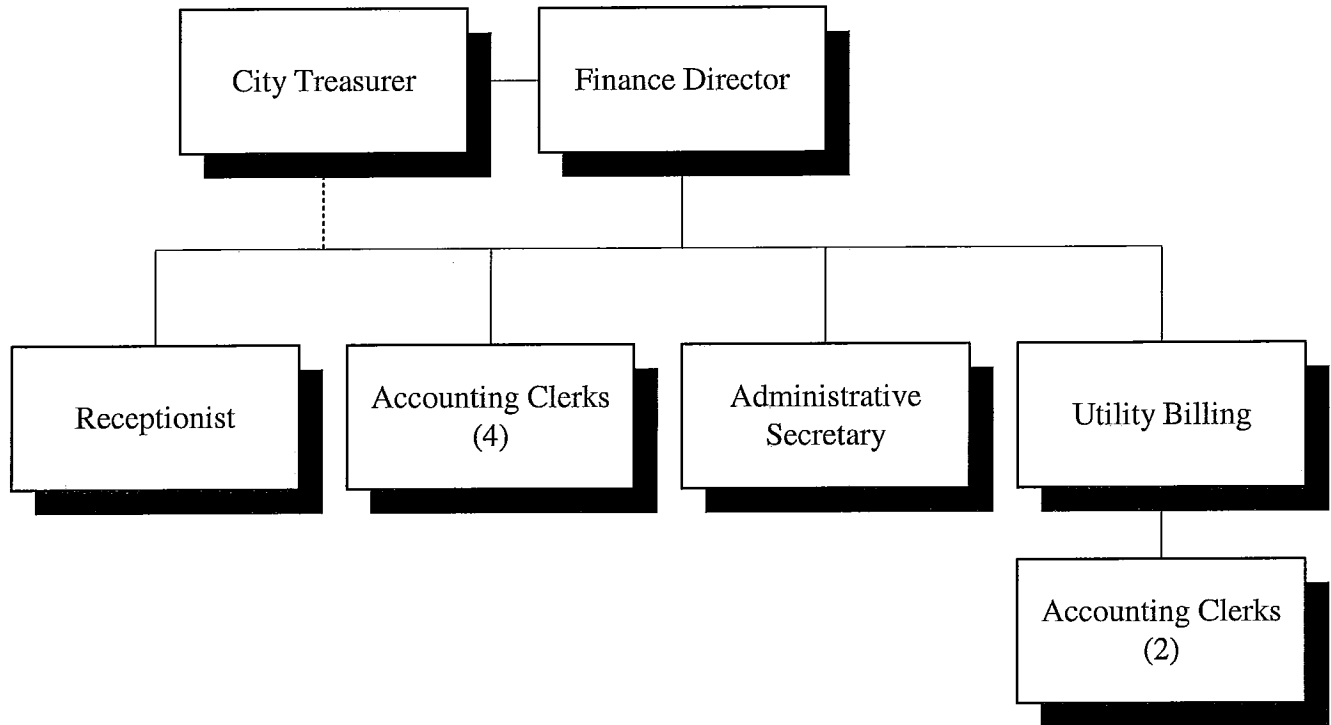 City Treasurer
Finance Director
Receptionist
Accounting Clerks
(4)
Administrative
Secretary
Utility Billing
Accounting Clerks
(2)